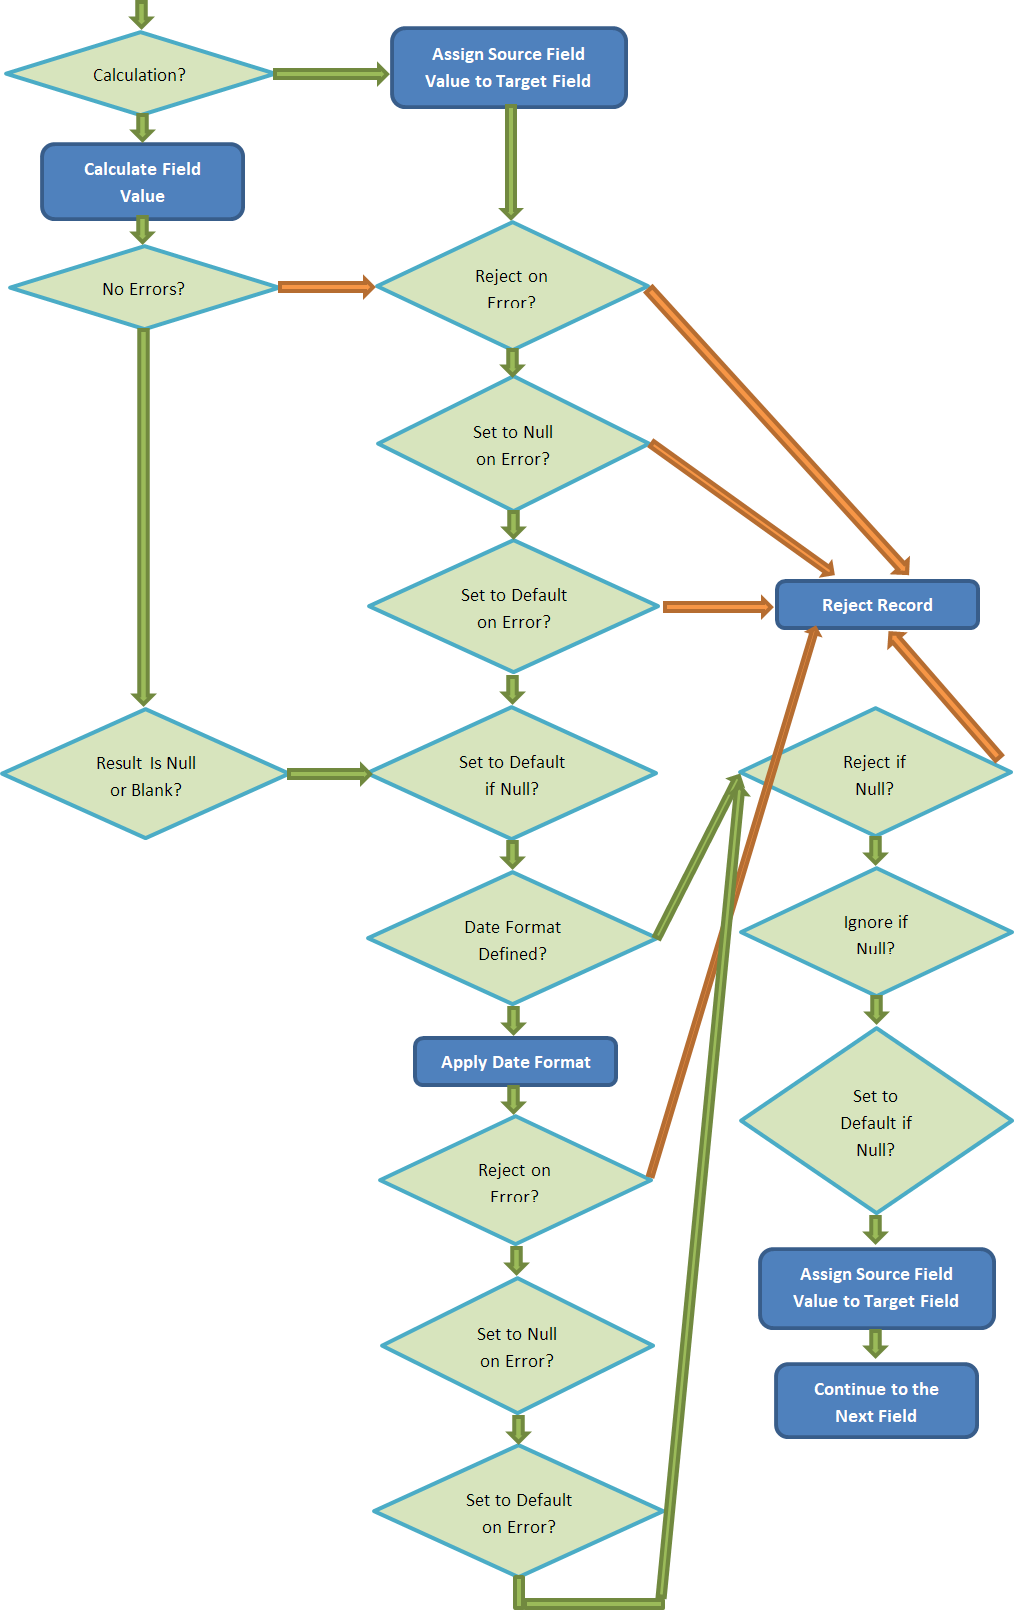 Calculation?
Assign Source Field
Value to Target Field
Calculate Field
Value
No Errors?
Reject on
Error?
Set to Null
on Error?
Set to Default
on Error?
Reject Record
Result Is Null
or Blank?
Set to Default
if Null?
Reject if
Null?
Date Format
Defined?
Ignore if
Null?
Apply Date Format
Set to
Default if
Null?
Reject on
Error?
Assign Source Field
Value to Target Field
Set to Null
on Error?
Continue to the
Next Field
Set to Default
on Error?